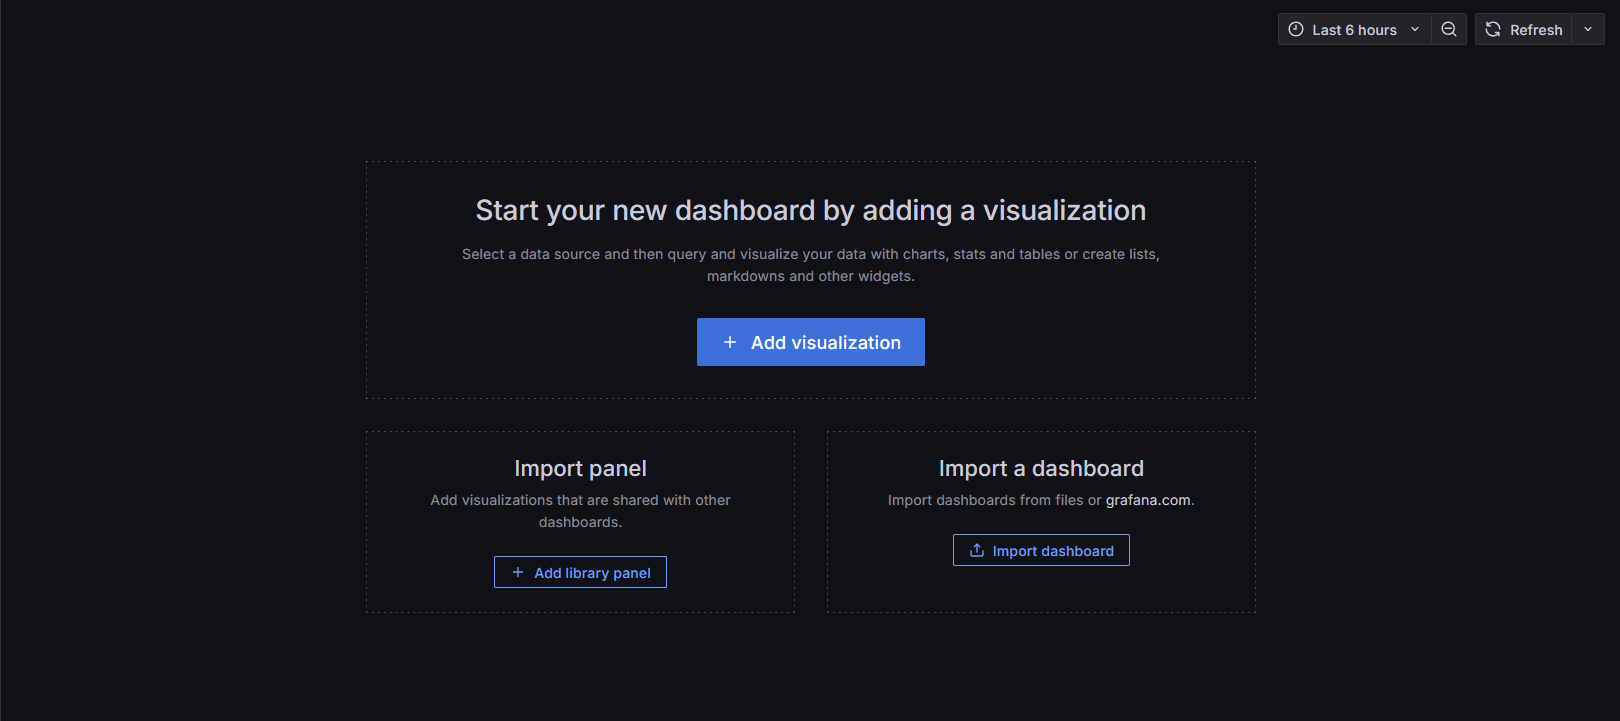 Last 6 hours
Refresh
Start your new dashboard by adding a visualization
Select a data source and then query and visualize your data with charts, stats and tables or create lists,
markdowns and other widgets.
Add visualization
Import panel
Add visualizations that are shared with other
dashboards.
Add library panel
Import a dashboard
Import dashboards from files or grafana.com.
Import dashboard